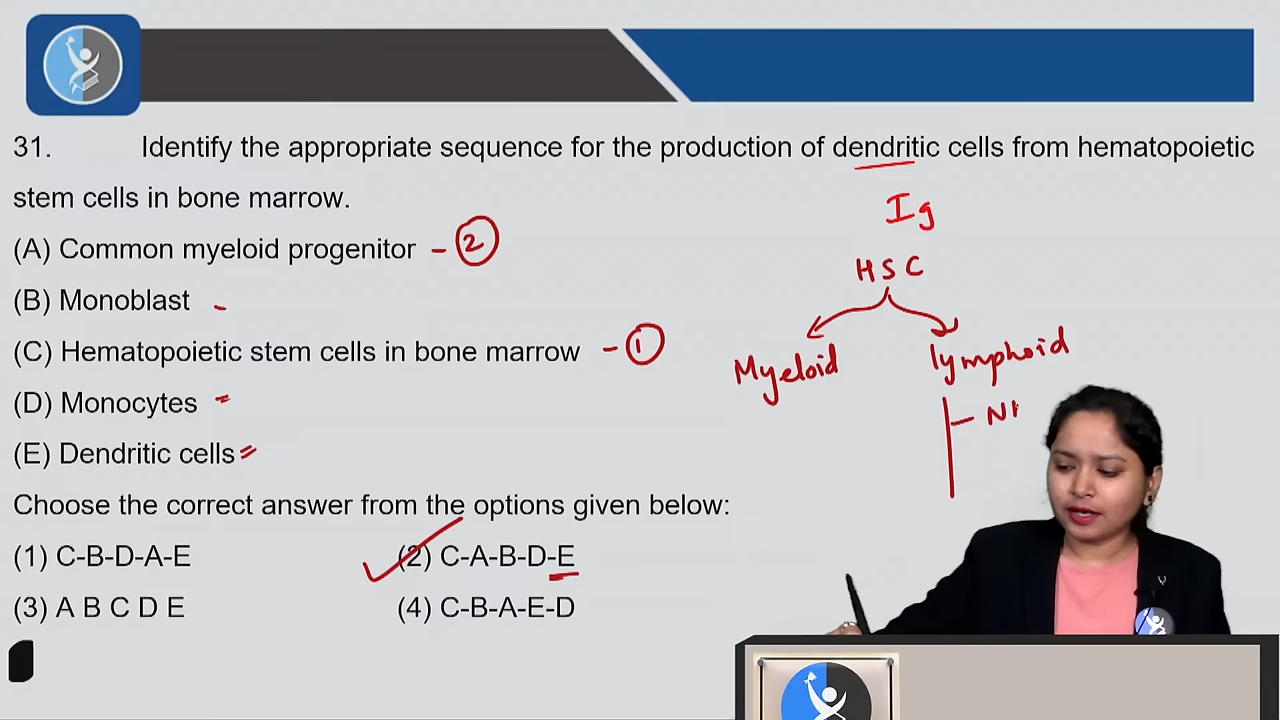 31. Identify the appropriate sequence for the production of dendritic cells from hematopoietic
stem cells in bone marrow.
Ig
(A) Common myeloid progenitor - 2
HSC
(B) Monoblast -
(C) Hematopoietic stem cells in bone marrow - 1
Myeloid lymphoid
(D) Monocytes
(E) Dendritic cells
Choose the correct answer from the options given below:
(1) C-B-D-A-E (2) C-A-B-D-E
(3) A B C D E (4) C-B-A-E-D